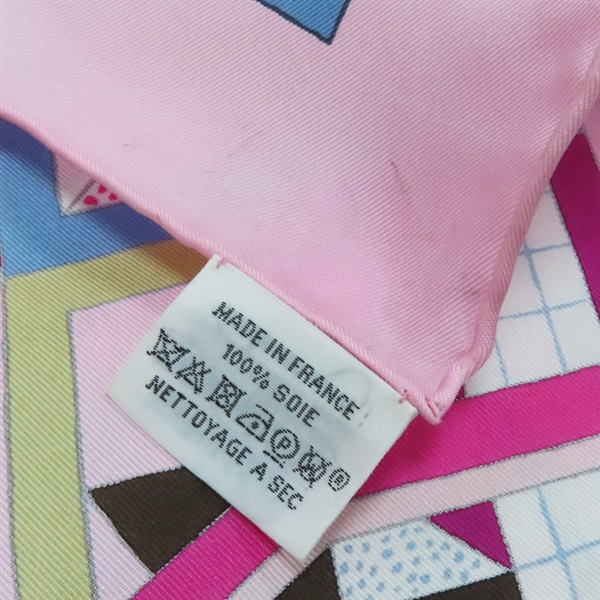 MADE IN FRANCE
100% SOIE
P ®
NETTOYAGE A SEC